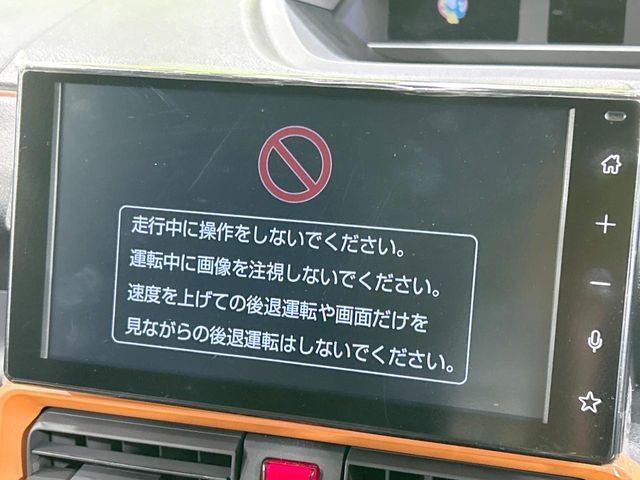 走行中に操作をしないでください。
運転中に画像を注視しないでください。
速度を上げての後退運転や画面だけを
見ながらの後退運転はしないでください。